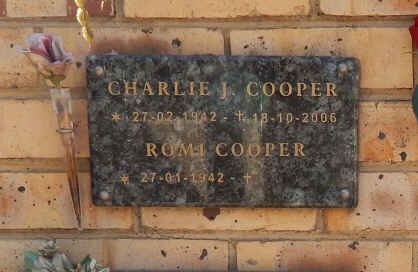 CHARLIE J. COOPER
* 27-02-1942 - † 18-10-2006
ROMI COOPER
* 27-01-1942 - †